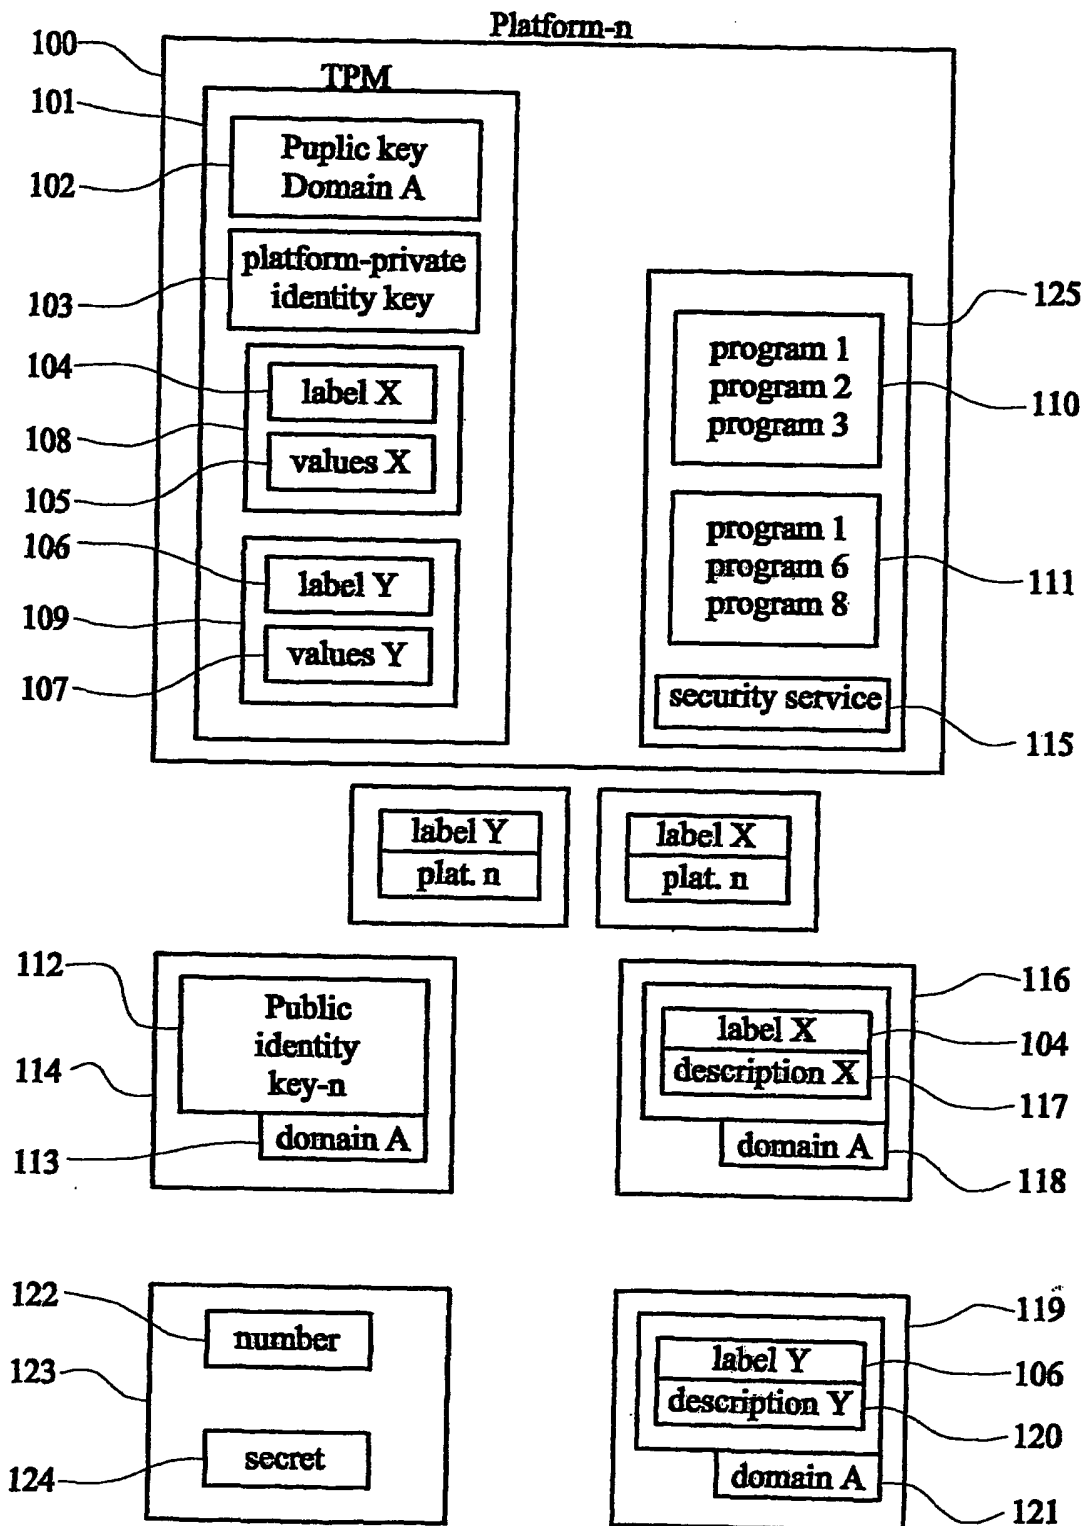 Platform-n
100
TPM
101
Puplic key
Domain A
102
platform-private
identity key
103
104
label X
108
values X
105
106
label Y
109
values Y
107
125
program 1
program 2
program 3
110
program 1
program 6
program 8
111
security service
115
label Y
plat. n
label X
plat. n
112
Public
identity
key-n
114
domain A
113
116
label X
104
description X
117
domain A
118
122
number
123
secret
124
119
label Y
106
description Y
120
domain A
121